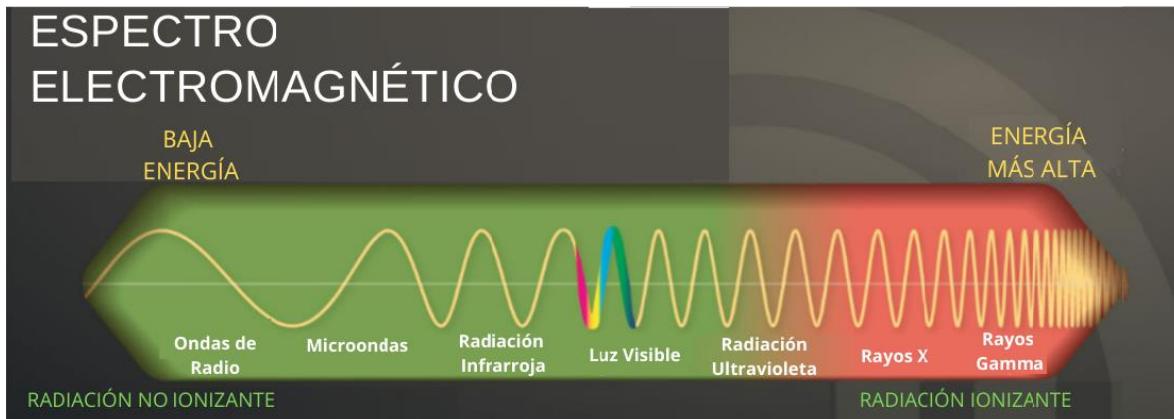 ESPECTRO
ELECTROMAGNÉTICO
BAJA
ENERGÍA
ENERGÍA
MÁS ALTA
Ondas de
Radio
Microondas
Radiación
Infrarroja
Luz Visible
Radiación
Ultravioleta
Rayos X
Rayos
Gamma
RADIACIÓN NO IONIZANTE
RADIACIÓN IONIZANTE